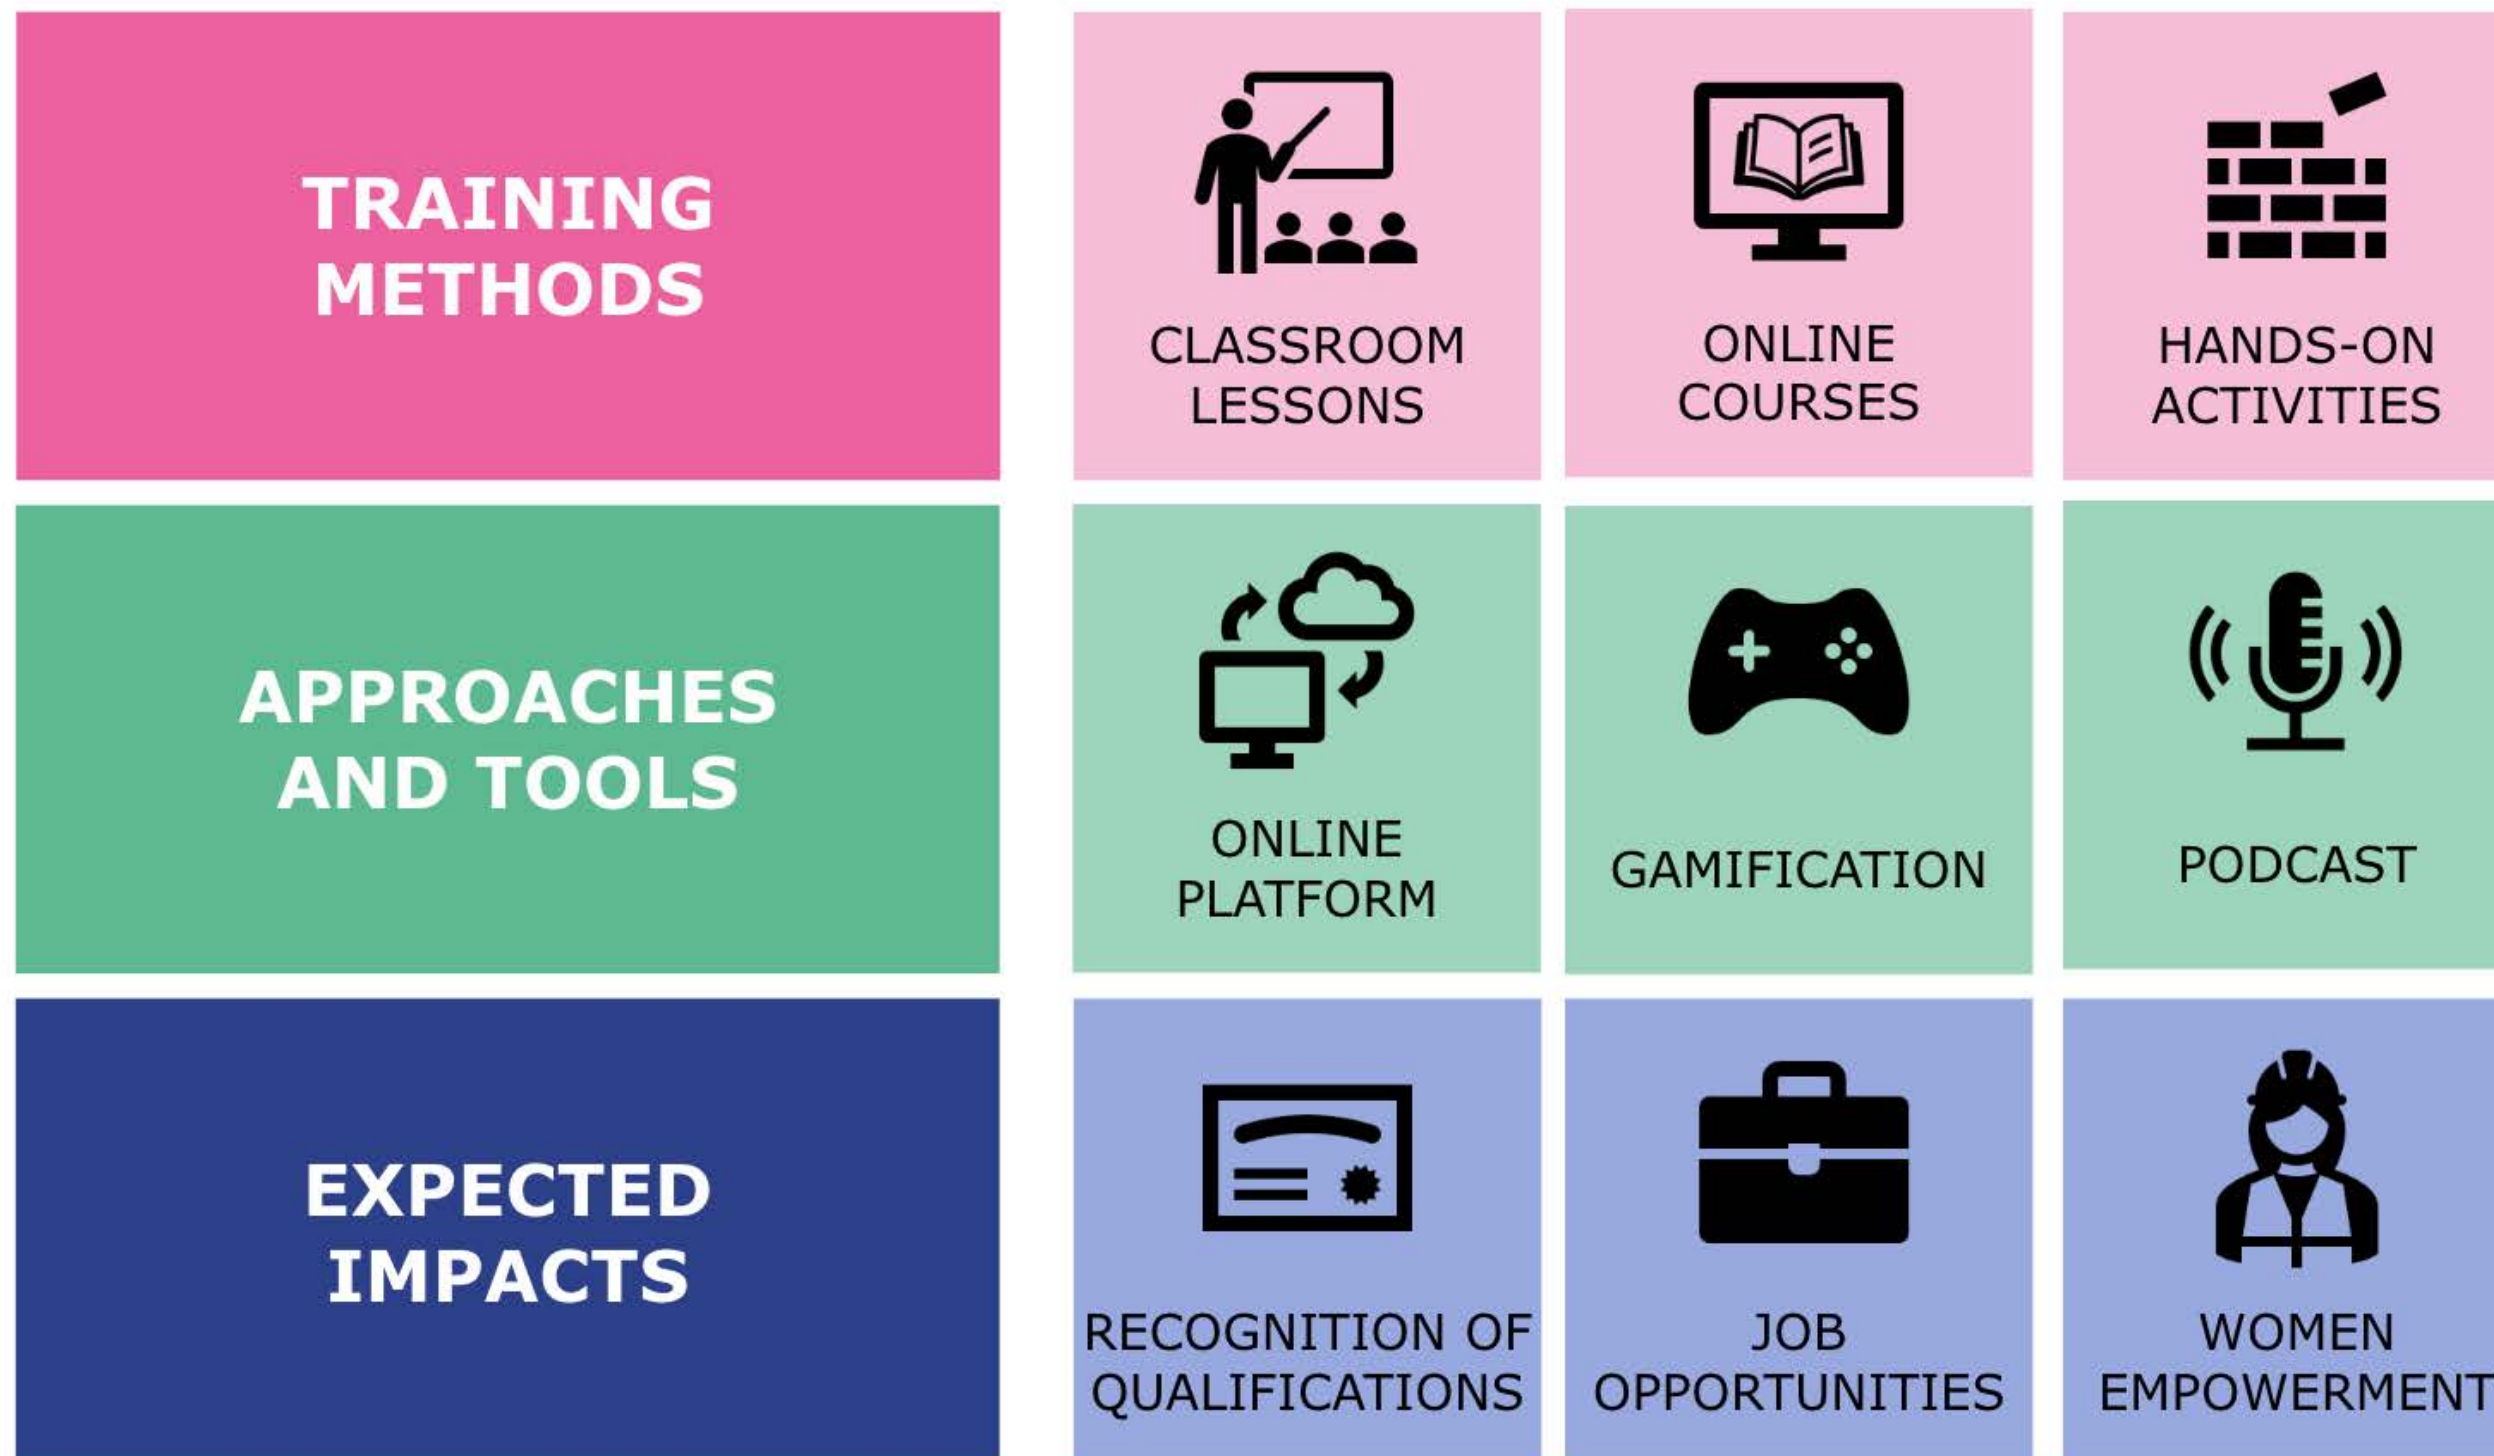 TRAINING
METHODS
CLASSROOM
LESSONS
ONLINE
COURSES
HANDS-ON
ACTIVITIES
APPROACHES
AND TOOLS
ONLINE
PLATFORM
GAMIFICATION
PODCAST
EXPECTED
IMPACTS
RECOGNITION OF
QUALIFICATIONS
JOB
OPPORTUNITIES
WOMEN
EMPOWERMENT